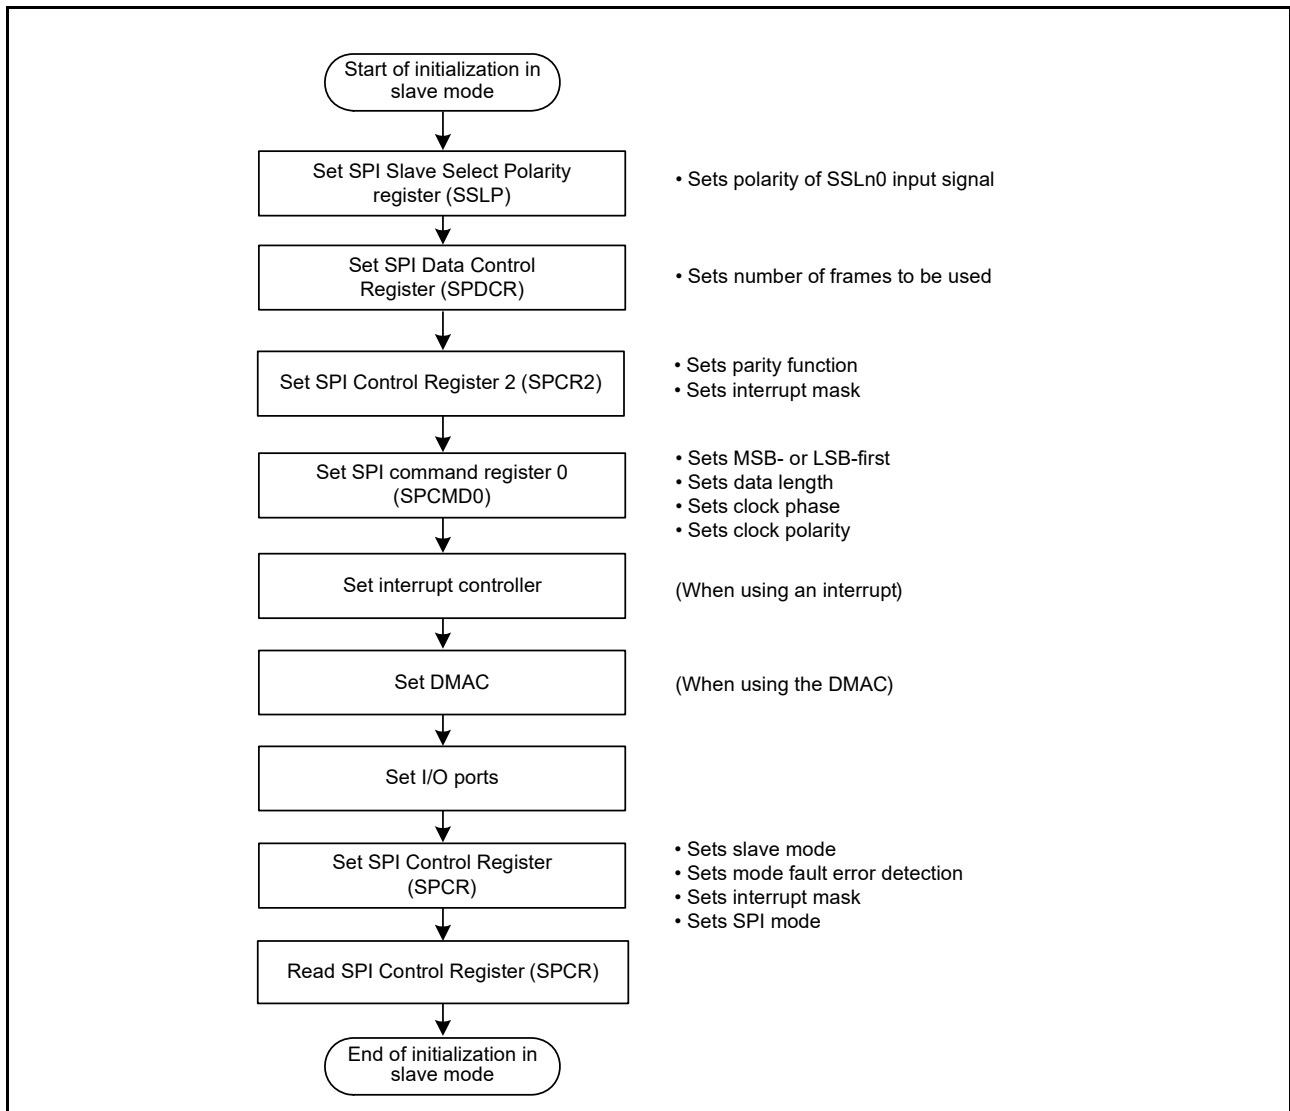 Start of initialization in
slave mode
Set SPI Slave Select Polarity
register (SSLP)
• Sets polarity of SSLn0 input signal
Set SPI Data Control
Register (SPDCR)
• Sets number of frames to be used
Set SPI Control Register 2 (SPCR2)
• Sets parity function
• Sets interrupt mask
Set SPI command register 0
(SPCMD0)
• Sets MSB- or LSB-first
• Sets data length
• Sets clock phase
• Sets clock polarity
Set interrupt controller
(When using an interrupt)
Set DMAC
(When using the DMAC)
Set I/O ports
Set SPI Control Register
(SPCR)
• Sets slave mode
• Sets mode fault error detection
• Sets interrupt mask
• Sets SPI mode
Read SPI Control Register (SPCR)
End of initialization in
slave mode